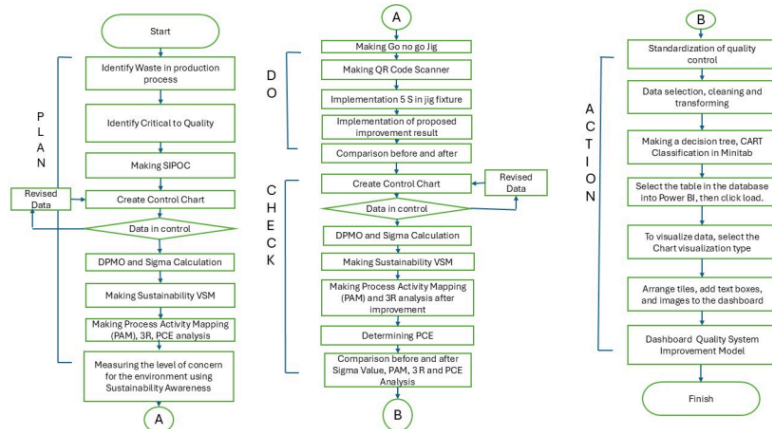 Start
Identify Waste in production
process
Identify Critical to Quality
Making SIPOC
Revised
Data
Create Control Chart
Data in control
DPMO and Sigma Calculation
Making Sustainability VSM
Making Process Activity Mapping
(PAM), 3R, PCE analysis
Measuring the level of concern
for the environment using
Sustainability Awareness
A
PLAN
A
Making Go no go Jig
Making QR Code Scanner
Implementation 5 S in jig fixture
Implementation of proposed
improvement result
Comparison before and after
DO
Create Control Chart
Revised
Data
Data in control
DPMO and Sigma Calculation
Making Sustainability VSM
Making Process Activity Mapping
(PAM) and 3R analysis after
improvement
Determining PCE
Comparison before and after
Sigma Value, PAM, 3 R and PCE
Analysis
B
CHECK
B
Standardization of quality
control
Data selection, cleaning and
transforming
Making a decision tree, CART
Classification in Minitab
Select the table in the database
into Power BI, then click load.
To visualize data, select the
Chart visualization type
Arrange tiles, add text boxes,
and images to the dashboard
Dashboard Quality System
Improvement Model
Finish
ACTION